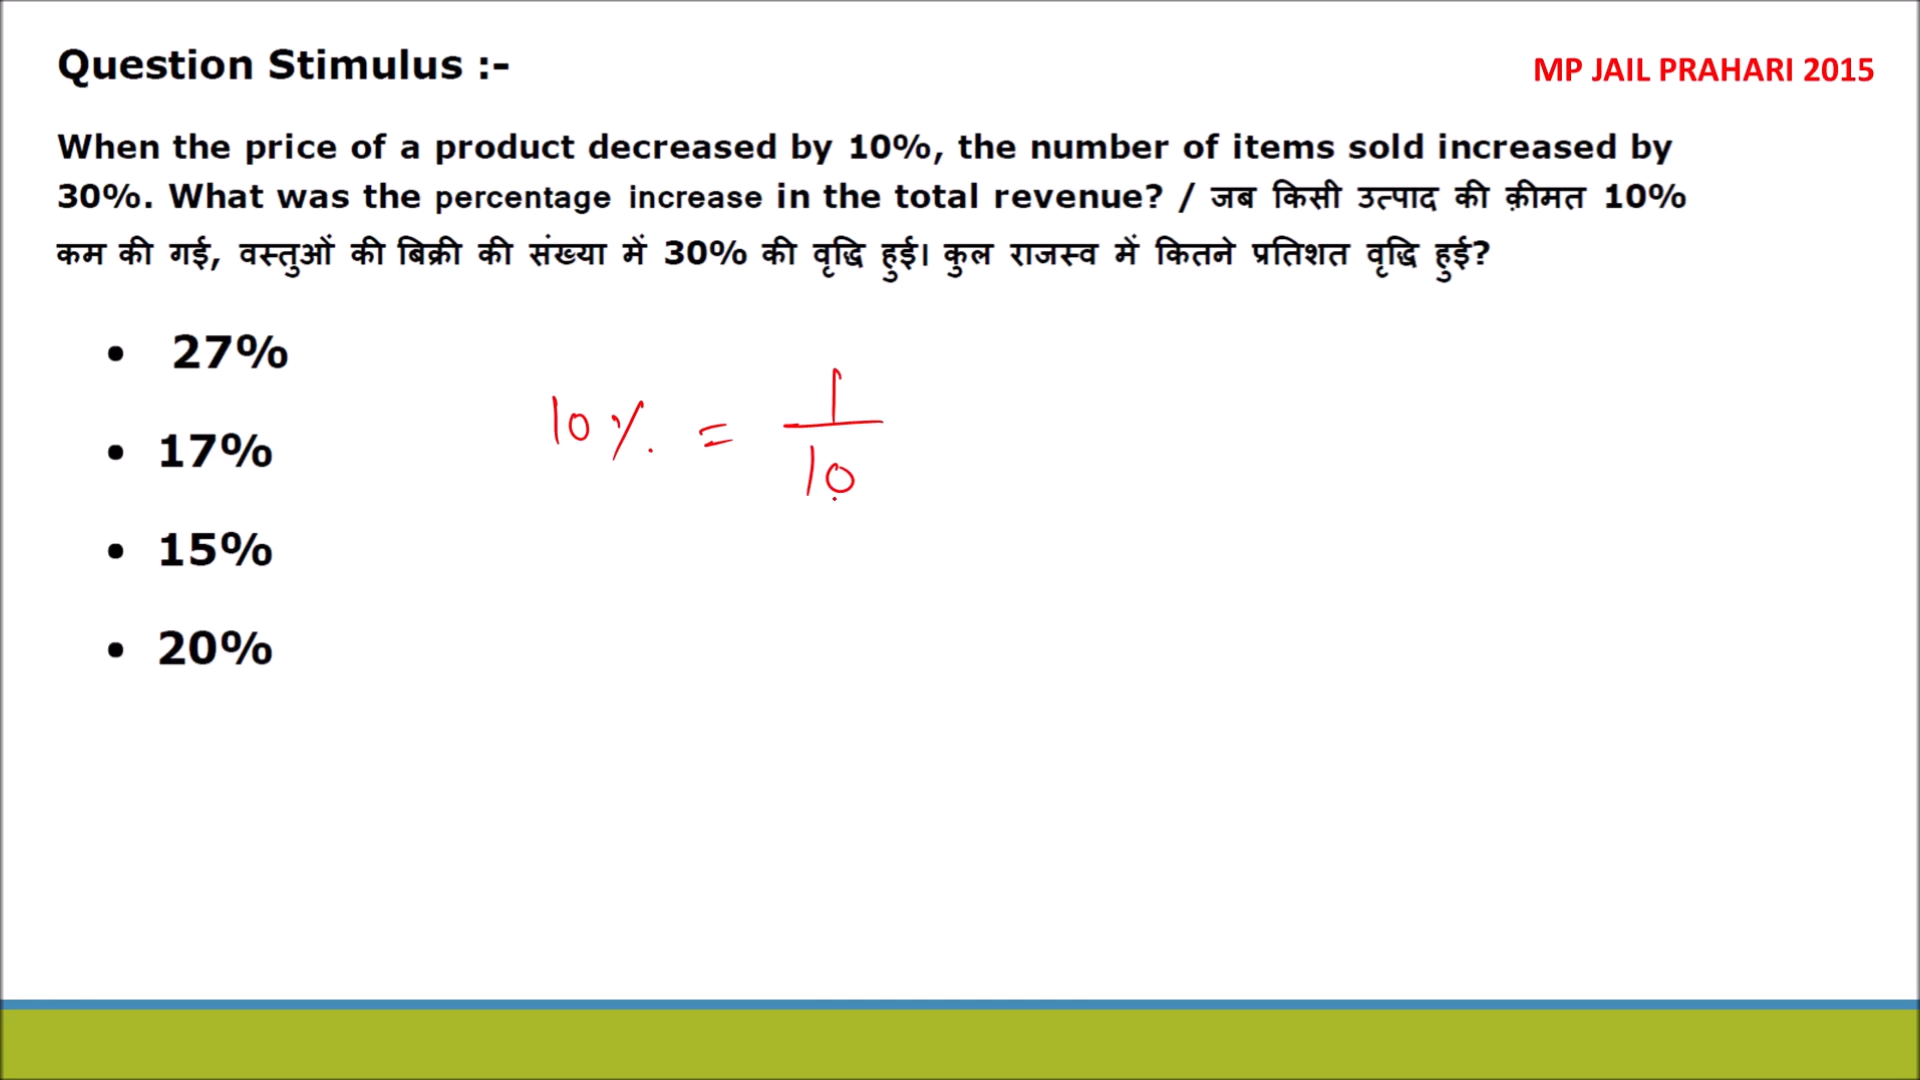 Question Stimulus :-
MP JAIL PRAHARI 2015
When the price of a product decreased by 10%, the number of items sold increased by
30%. What was the percentage increase in the total revenue? / जब किसी उत्पाद की क़ीमत 10%
कम की गई, वस्तुओं की बिक्री की संख्या में 30% की वृद्धि हुई। कुल राजस्व में कितने प्रतिशत वृद्धि हुई?
• 27%
• 17%
• 15%
• 20%
10% = 1/10